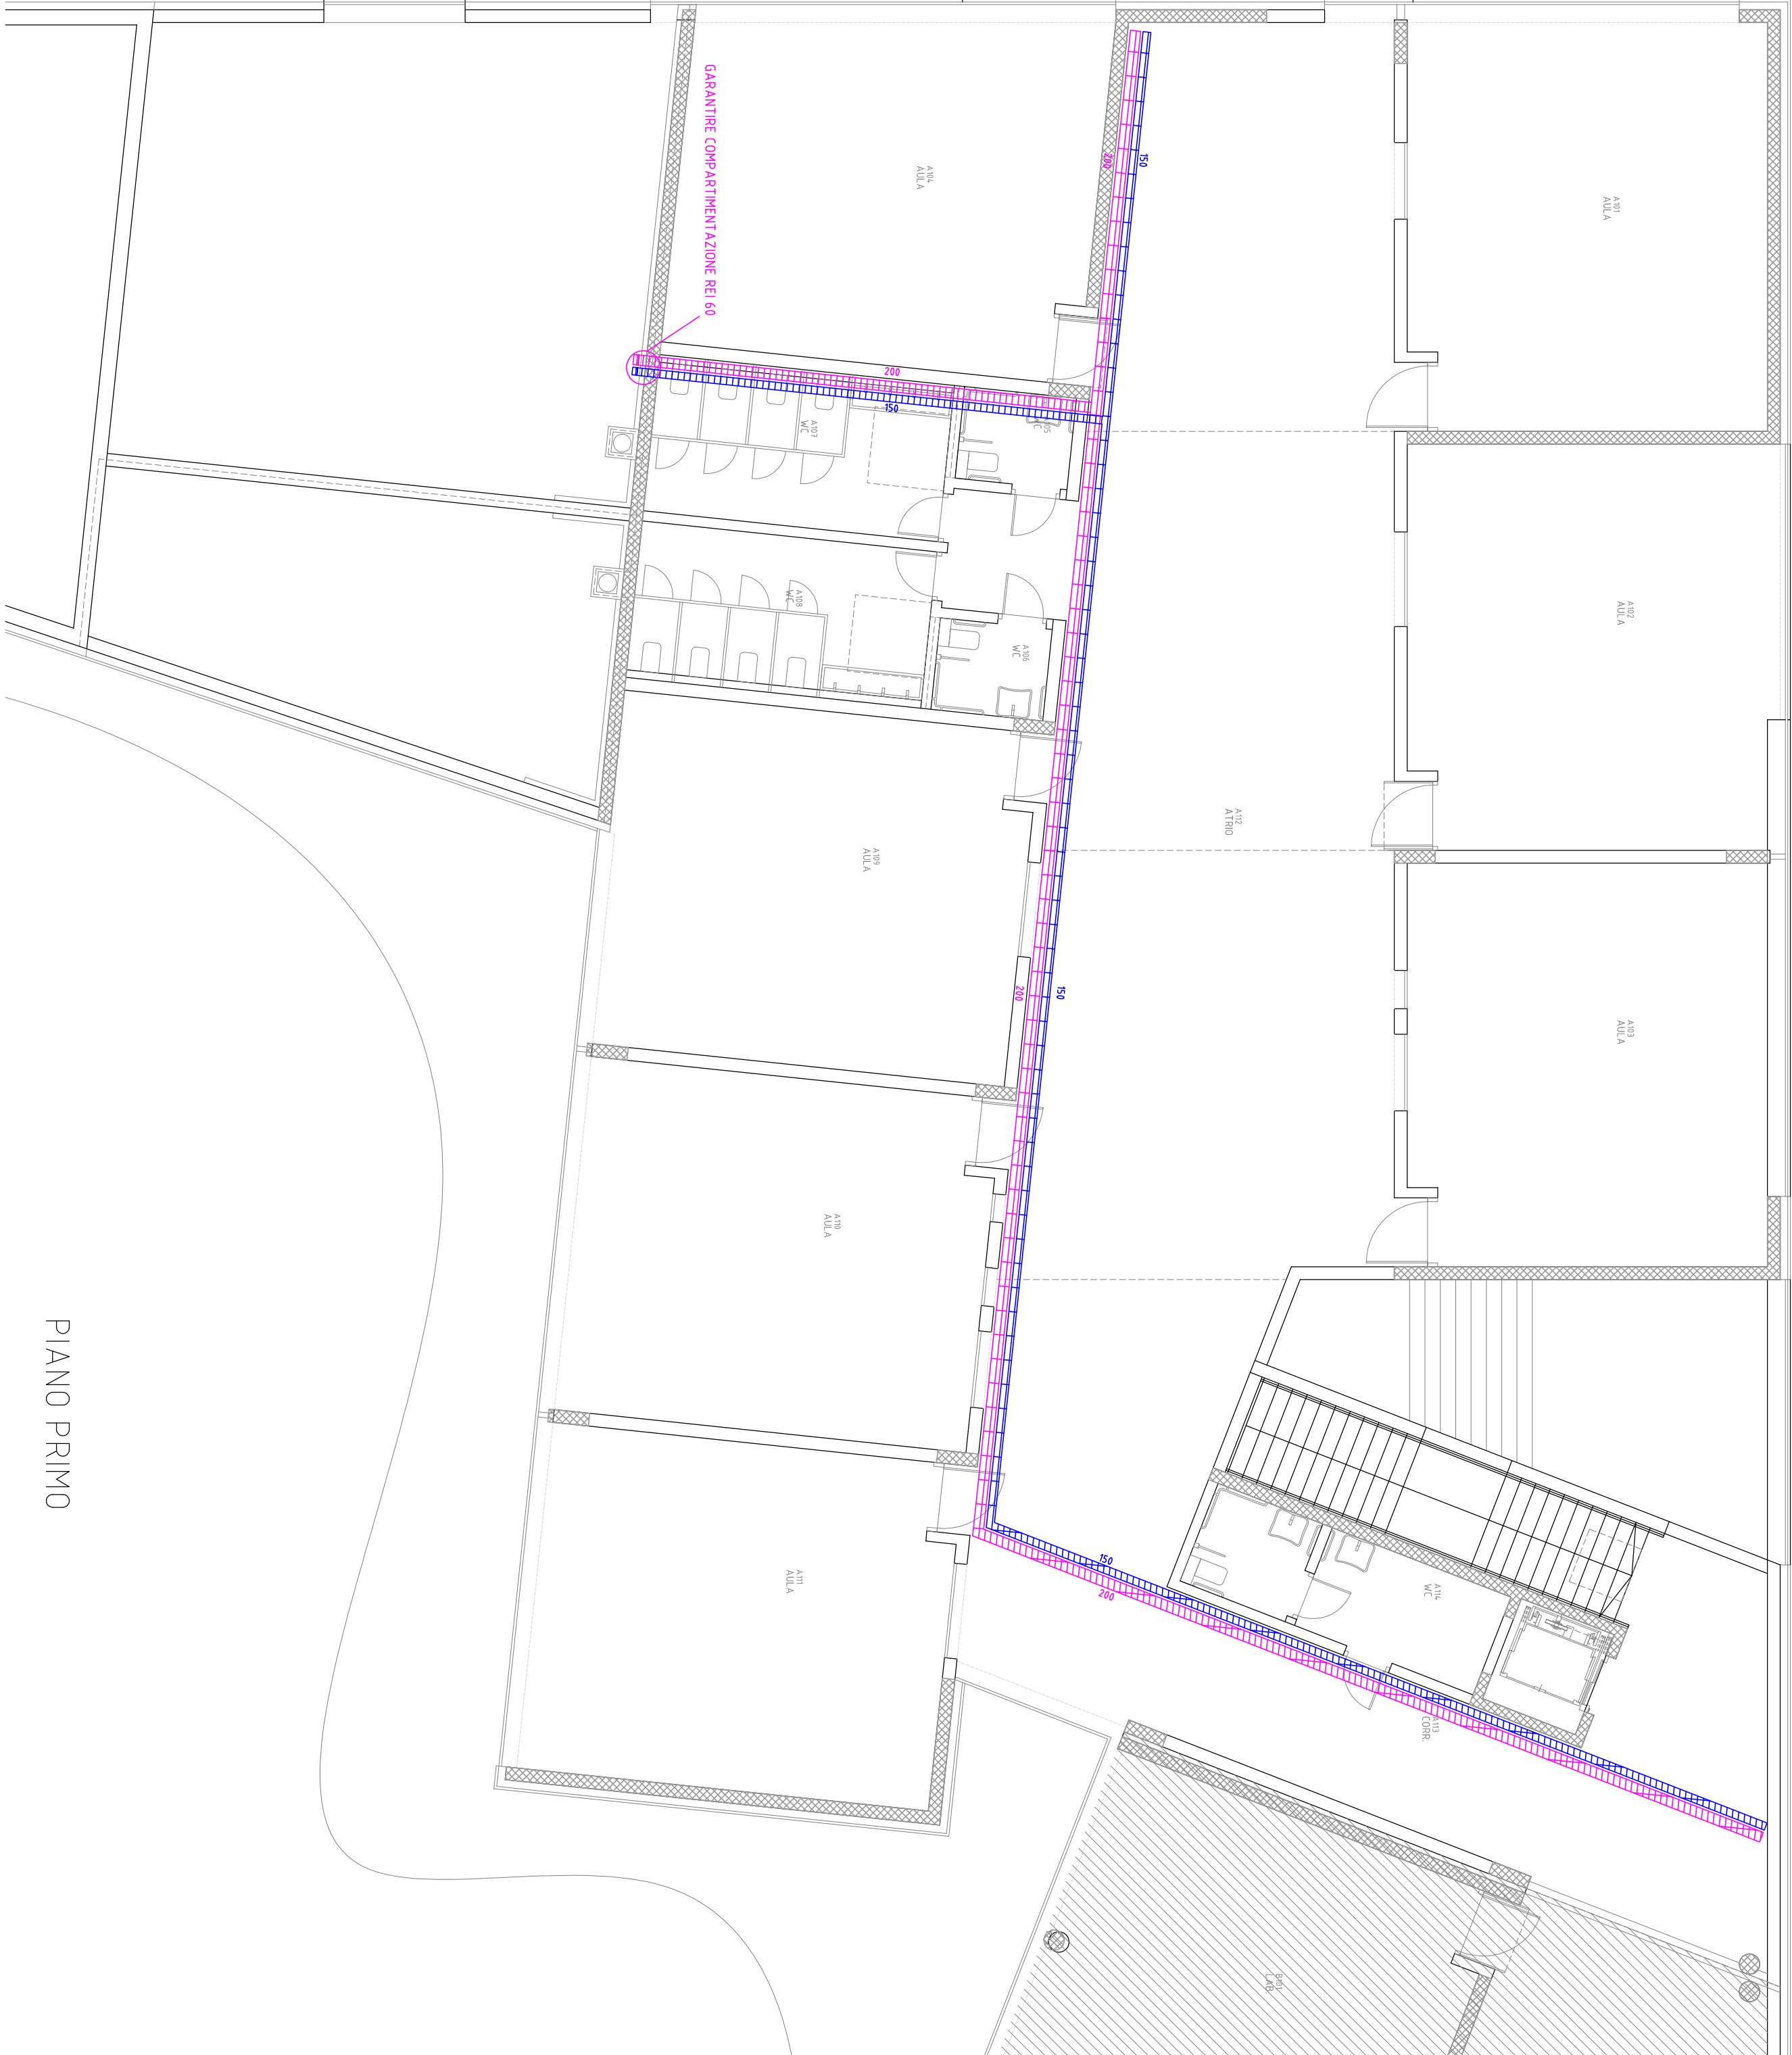 A101
AULA
A102
AULA
A103
AULA
A104
AULA
GARANTIRE COMPARTIMENTAZIONE REI 60
200
150
200
150
A107
WC
05
WC
A108
WC
A106
WC
A112
ATRIO
A109
AULA
200
150
A110
AULA
A111
AULA
150
200
A114
WC
A113
CORR.
B101
LAB.
PIANO PRIMO